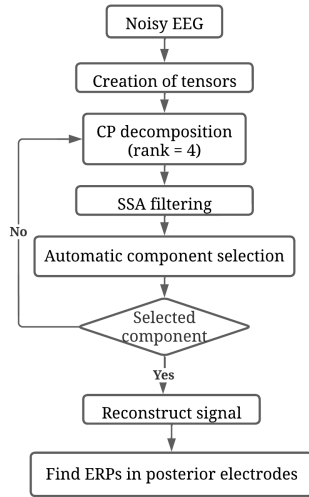 Noisy EEG
Creation of tensors
CP decomposition
(rank = 4)
SSA filtering
No
Automatic component selection
Selected
component
Yes
Reconstruct signal
Find ERPs in posterior electrodes